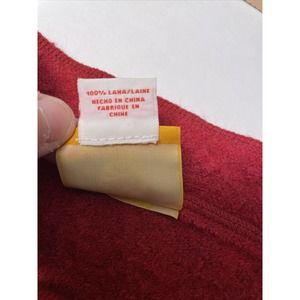 100% LANA/LAINE
HECHO EN CHINA
FABRIQUE EN
CHINE